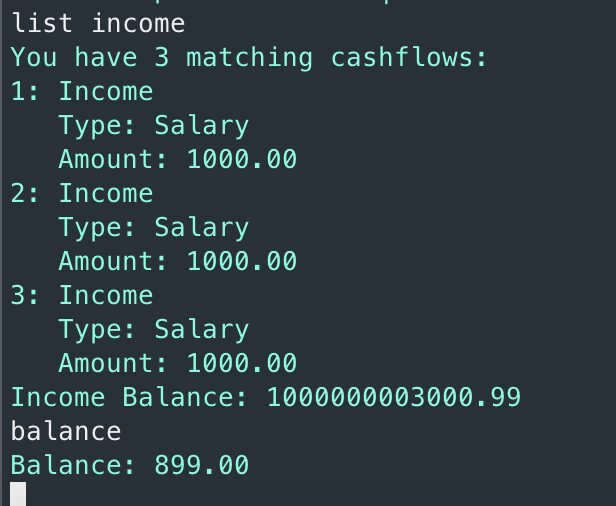 list income
You have 3 matching cashflows:
1: Income
Type: Salary
Amount: 1000.00
2: Income
Type: Salary
Amount: 1000.00
3: Income
Type: Salary
Amount: 1000.00
Income Balance: 1000000003000.99
balance
Balance: 899.00